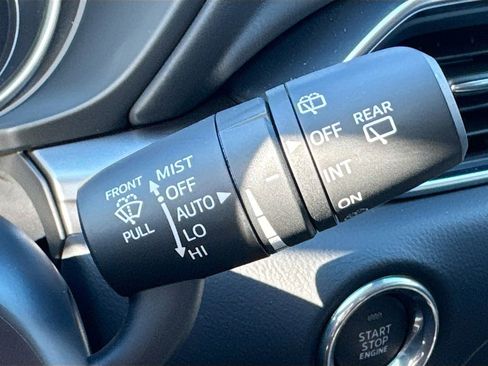 FRONT
PULL
MIST
OFF
AUTO
LO
HI
OFF
INT
ON
REAR
START
STOP
ENGINE